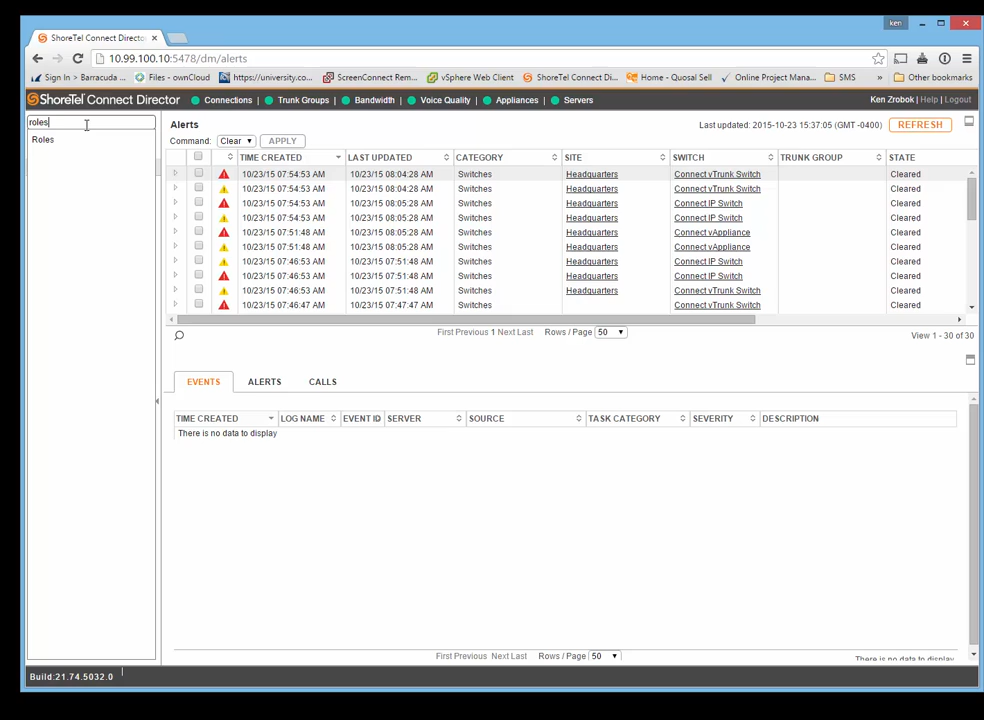 ken
ShoreTel Connect Directo
10.99.100.10:5478/dm/alerts
Sign In > Barracuda ... Files - ownCloud https://university.co... ScreenConnect Rem... vSphere Web Client ShoreTel Connect Di... Home - Quosal Sell Online Project Mana... SMS » Other bookmarks
ShoreTel Connect Director Connections | Trunk Groups | Bandwidth | Voice Quality | Appliances | Servers Ken Zrobok | Help | Logout
roles
Roles
Alerts Last updated: 2015-10-23 15:37:05 (GMT -0400) REFRESH
Command: Clear APPLY
TIME CREATED LAST UPDATED CATEGORY SITE SWITCH TRUNK GROUP STATE
10/23/15 07:54:53 AM 10/23/15 08:04:28 AM Switches Headquarters Connect vTrunk Switch Cleared
10/23/15 07:54:53 AM 10/23/15 08:04:28 AM Switches Headquarters Connect vTrunk Switch Cleared
10/23/15 07:54:53 AM 10/23/15 08:05:28 AM Switches Headquarters Connect IP Switch Cleared
10/23/15 07:54:53 AM 10/23/15 08:05:28 AM Switches Headquarters Connect IP Switch Cleared
10/23/15 07:51:48 AM 10/23/15 08:05:28 AM Switches Headquarters Connect vAppliance Cleared
10/23/15 07:51:48 AM 10/23/15 08:05:28 AM Switches Headquarters Connect vAppliance Cleared
10/23/15 07:46:53 AM 10/23/15 07:51:48 AM Switches Headquarters Connect IP Switch Cleared
10/23/15 07:46:53 AM 10/23/15 07:51:48 AM Switches Headquarters Connect IP Switch Cleared
10/23/15 07:46:53 AM 10/23/15 07:51:48 AM Switches Headquarters Connect vTrunk Switch Cleared
10/23/15 07:46:47 AM 10/23/15 07:47:47 AM Switches Connect vTrunk Switch Cleared
First Previous 1 Next Last Rows / Page 50
View 1 - 30 of 30
EVENTS ALERTS CALLS
TIME CREATED LOG NAME EVENT ID SERVER SOURCE TASK CATEGORY SEVERITY DESCRIPTION
There is no data to display
First Previous Next Last Rows / Page 50 There is no data to display
Build:21.74.5032.0